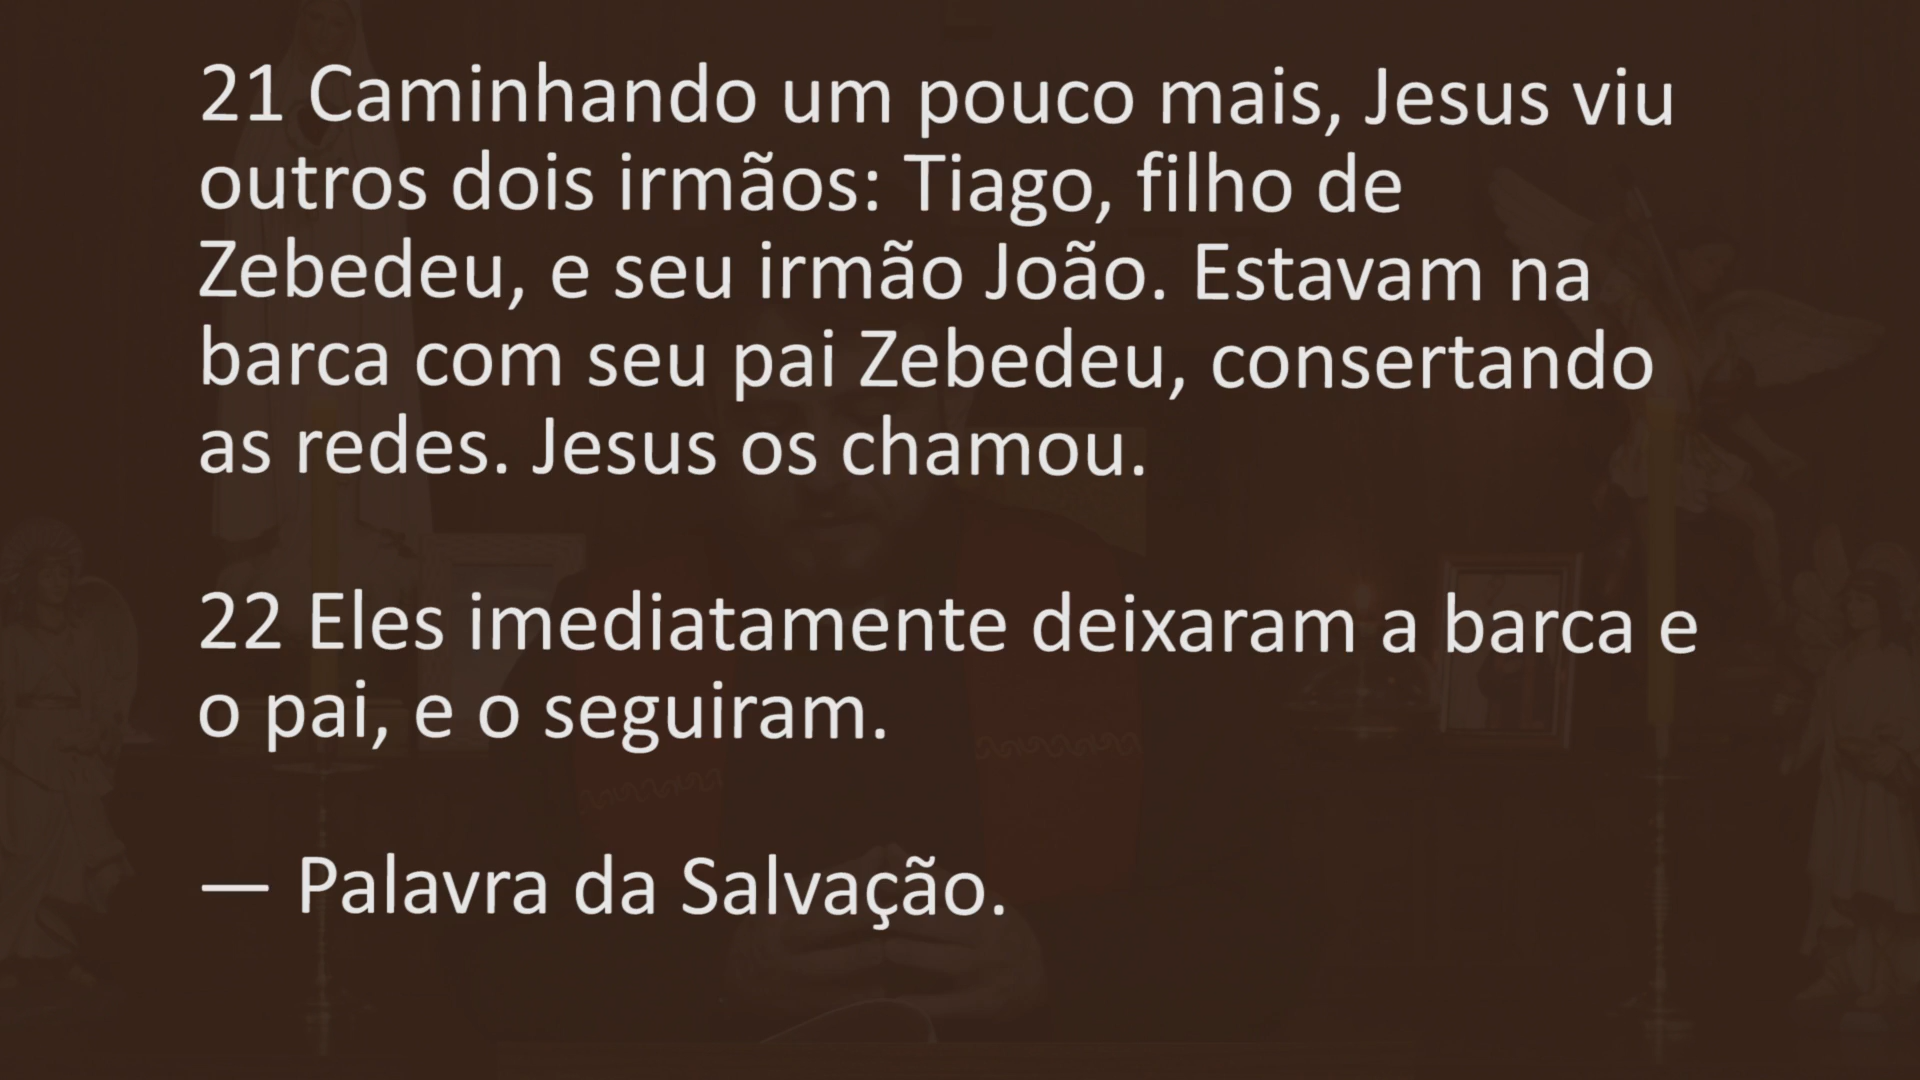 21 Caminhando um pouco mais, Jesus viu
outros dois irmãos: Tiago, filho de
Zebedeu, e seu irmão João. Estavam na
barca com seu pai Zebedeu, consertando
as redes. Jesus os chamou.
22 Eles imediatamente deixaram a barca e
o pai, e o seguiram.
— Palavra da Salvação.